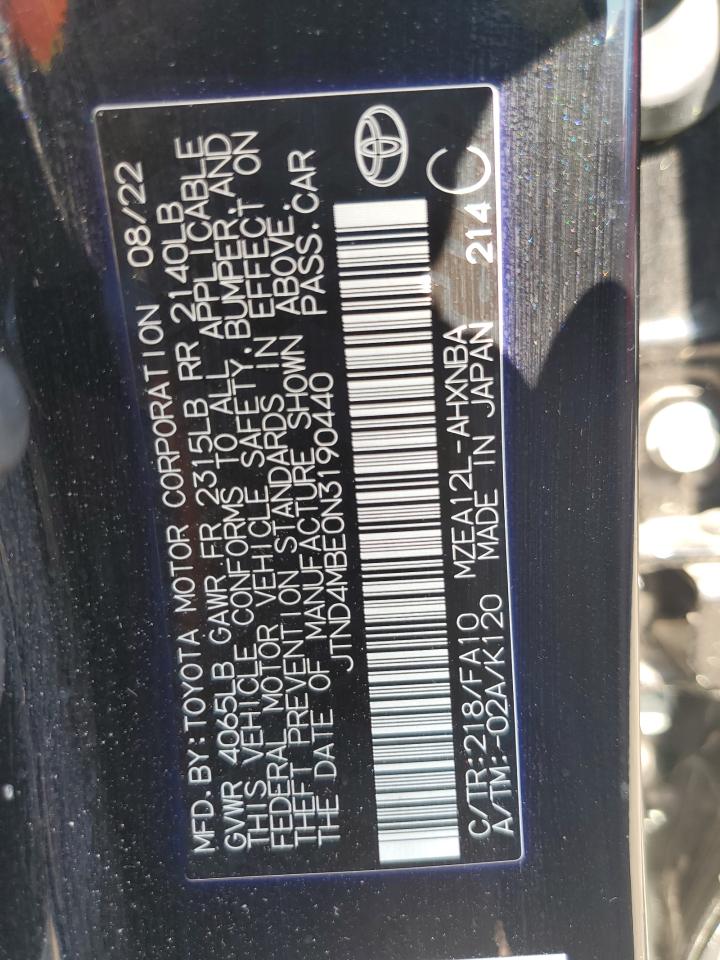 MFD.BY:TOYOTA MOTOR CORPORATION 08/22
GVWR 4065LB GAWR FR 2315LB RR 2140LB
THIS VEHICLE CONFORMS TO ALL APPLICABLE
FEDERAL MOTOR VEHICLE SAFETY, BUMPER, AND
THEFT PREVENTION STANDARDS IN EFFECT ON
THE DATE OF MANUFACTURE SHOWN ABOVE.
JTND4MBE0N3190440 PASS.CAR
C/TR:218/FA10 MZEA12L-AHXNBA
A/TM:-02A/K120 MADE IN JAPAN 214 C